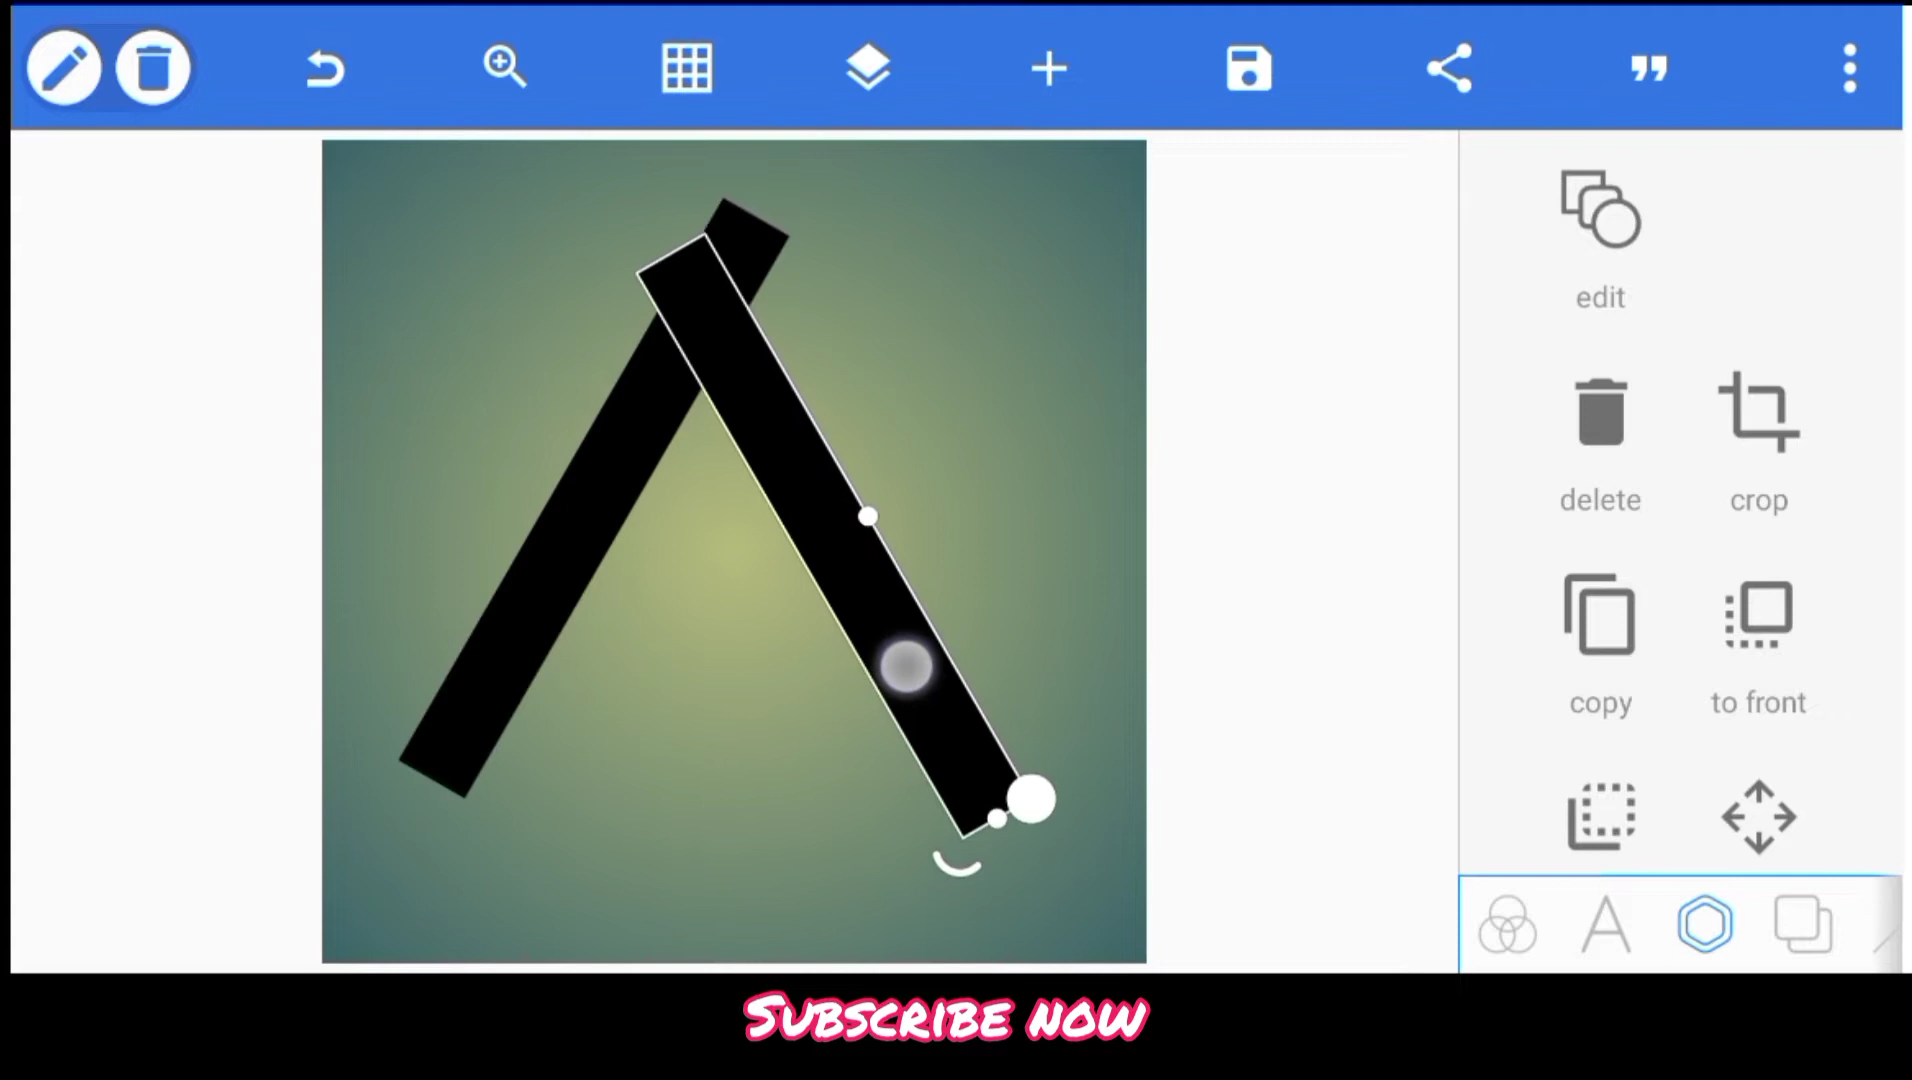 edit
delete
crop
copy
to front
Subscribe now